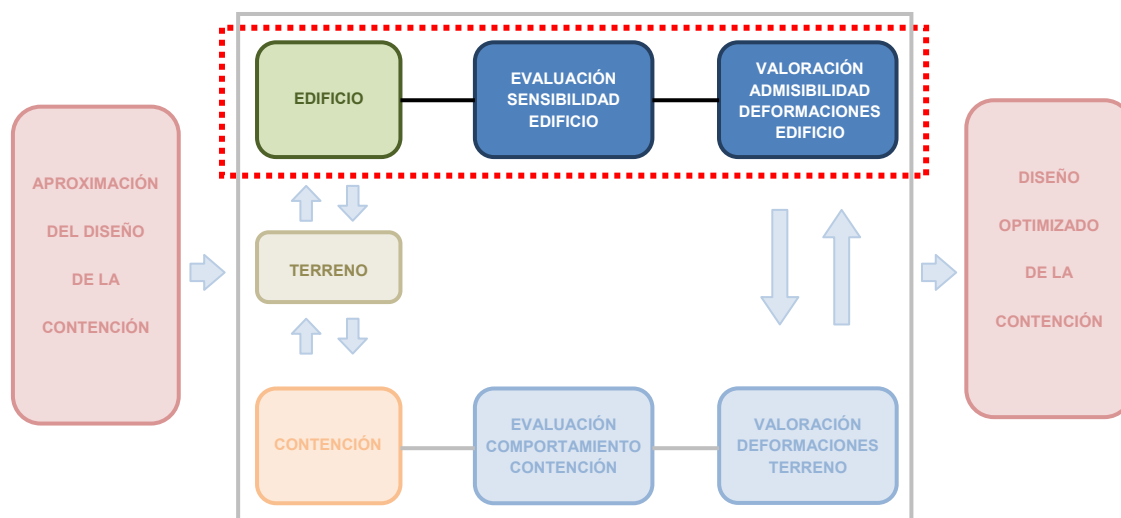 APROXIMACIÓN
DEL DISEÑO
DE LA
CONTENCIÓN
EDIFICIO
EVALUACIÓN
SENSIBILIDAD
EDIFICIO
VALORACIÓN
ADMISIBILIDAD
DEFORMACIONES
EDIFICIO
TERRENO
CONTENCIÓN
EVALUACIÓN
COMPORTAMIENTO
CONTENCIÓN
VALORACIÓN
DEFORMACIONES
TERRENO
DISEÑO
OPTIMIZADO
DE LA
CONTENCIÓN